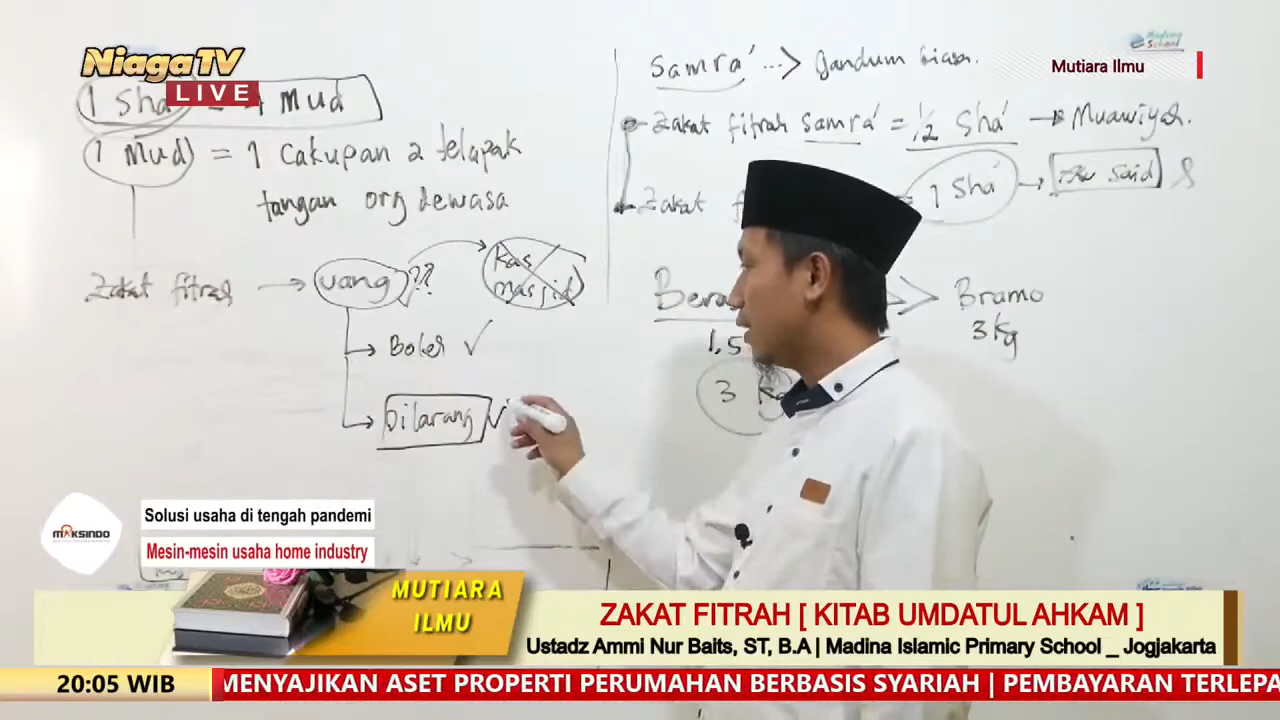 NiagaTV
LIVE
1 Sha = 4 Mud
1 Mud = 1 Cakupan 2 telapak
tangan org dewasa
Zakat fitrah → uang ??
kas
masjid
Boleh ✓
Dilarang
Samra' ...> Gandum biasa.
Zakat fitrah Samra' = 1/2 Sha' → Muawiyah.
Zakat
1 Sha' → Said
Bramo
3 kg
1,5
3 Kg
Madina
School
Mutiara Ilmu
MAKSINDO
Solusi usaha di tengah pandemi
Mesin-mesin usaha home industry
MUTIARA
ILMU
ZAKAT FITRAH [ KITAB UMDATUL AHKAM ]
Ustadz Ammi Nur Baits, ST, B.A | Madina Islamic Primary School _ Jogjakarta
20:05 WIB
MENYAJIKAN ASET PROPERTI PERUMAHAN BERBASIS SYARIAH | PEMBAYARAN TERLEPA